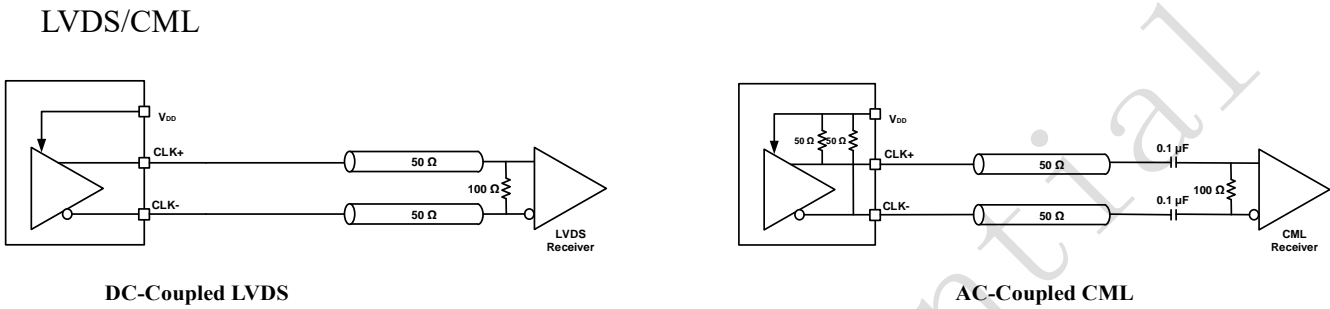 LVDS/CML
VDD
CLK+
50 Ω
100 Ω
CLK-
50 Ω
LVDS
Receiver
DC-Coupled LVDS
VDD
50 Ω
50 Ω
CLK+
0.1 µF
50 Ω
100 Ω
CLK-
0.1 µF
50 Ω
CML
Receiver
AC-Coupled CML
ntial